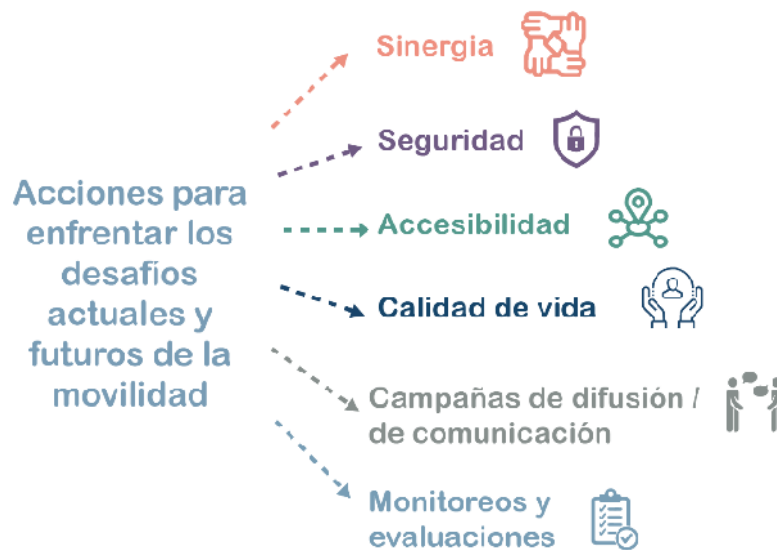 Acciones para
enfrentar los
desafíos
actuales y
futuros de la
movilidad
Sinergia
Seguridad
Accesibilidad
Calidad de vida
Campañas de difusión /
de comunicación
Monitoreos y
evaluaciones